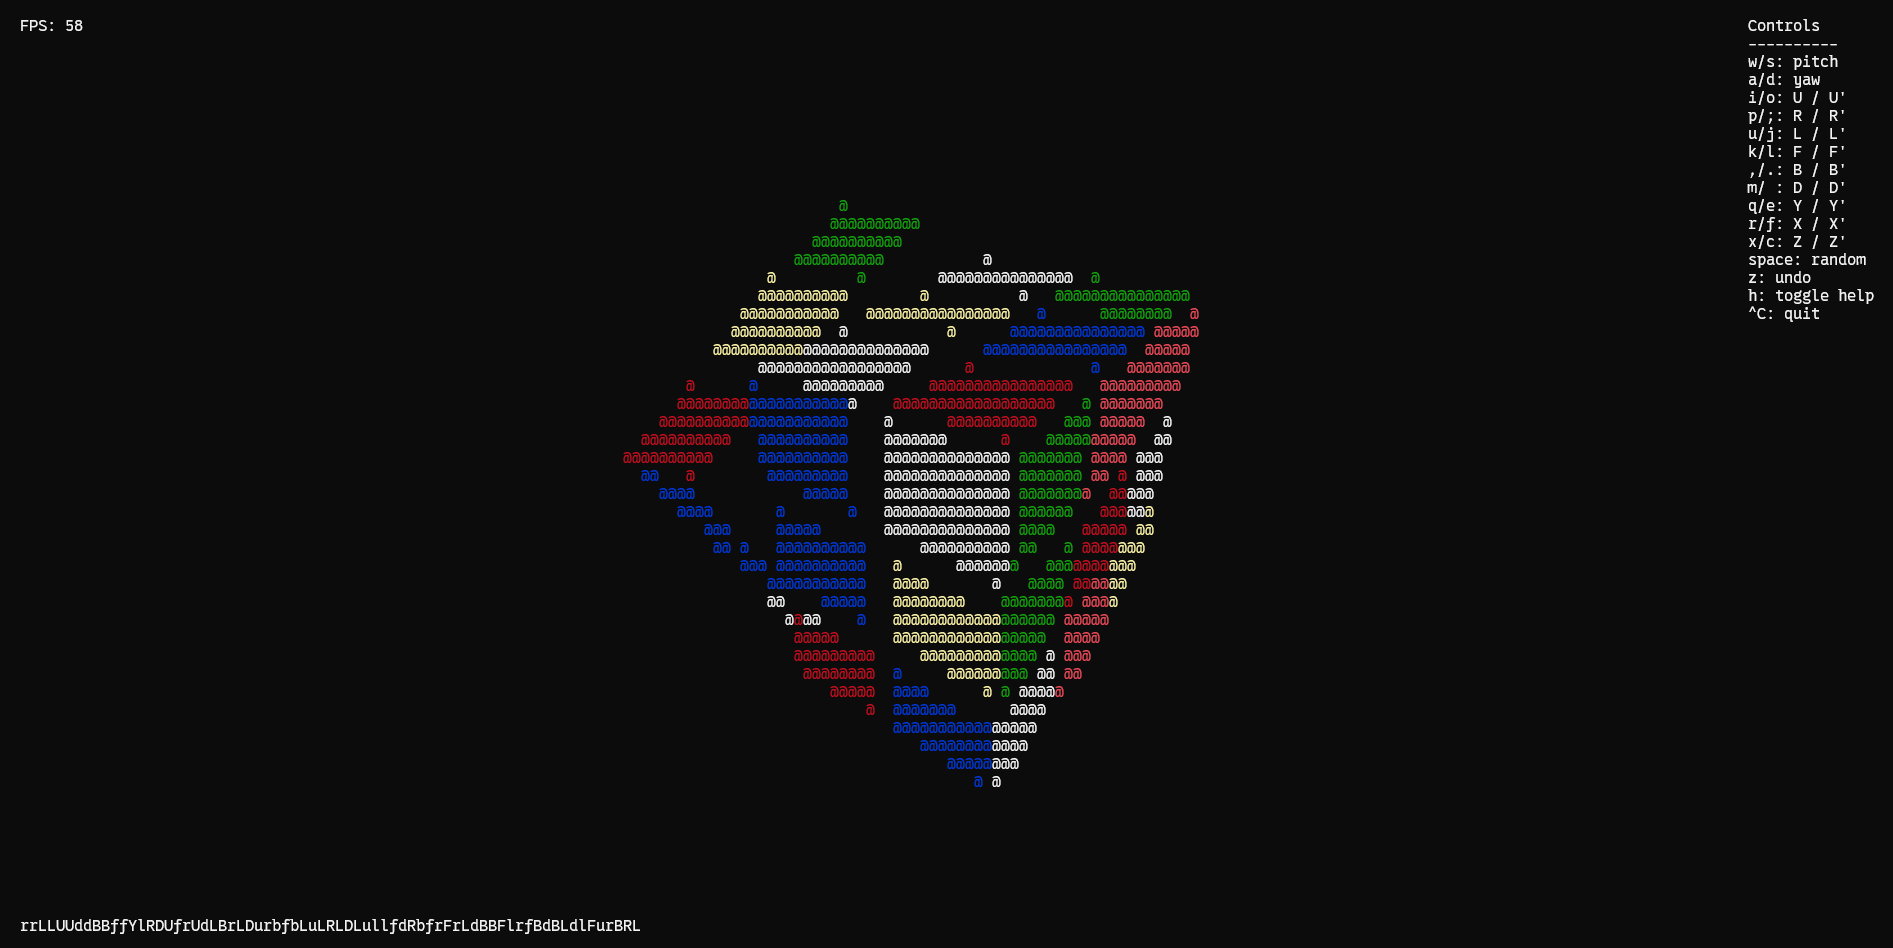 FPS: 58
Controls
----------
w/s: pitch
a/d: yaw
i/o: U / U'
p/;: R / R'
u/j: L / L'
k/l: F / F'
,/.: B / B'
m/ : D / D'
q/e: Y / Y'
r/f: X / X'
x/c: Z / Z'
space: random
z: undo
h: toggle help
^C: quit
rrLLUUddBBffYlRDUfrUdLBrLDurbfbLuLRLDLullfdRbfrFrLdBBFlrfBdBLdlFurBRL